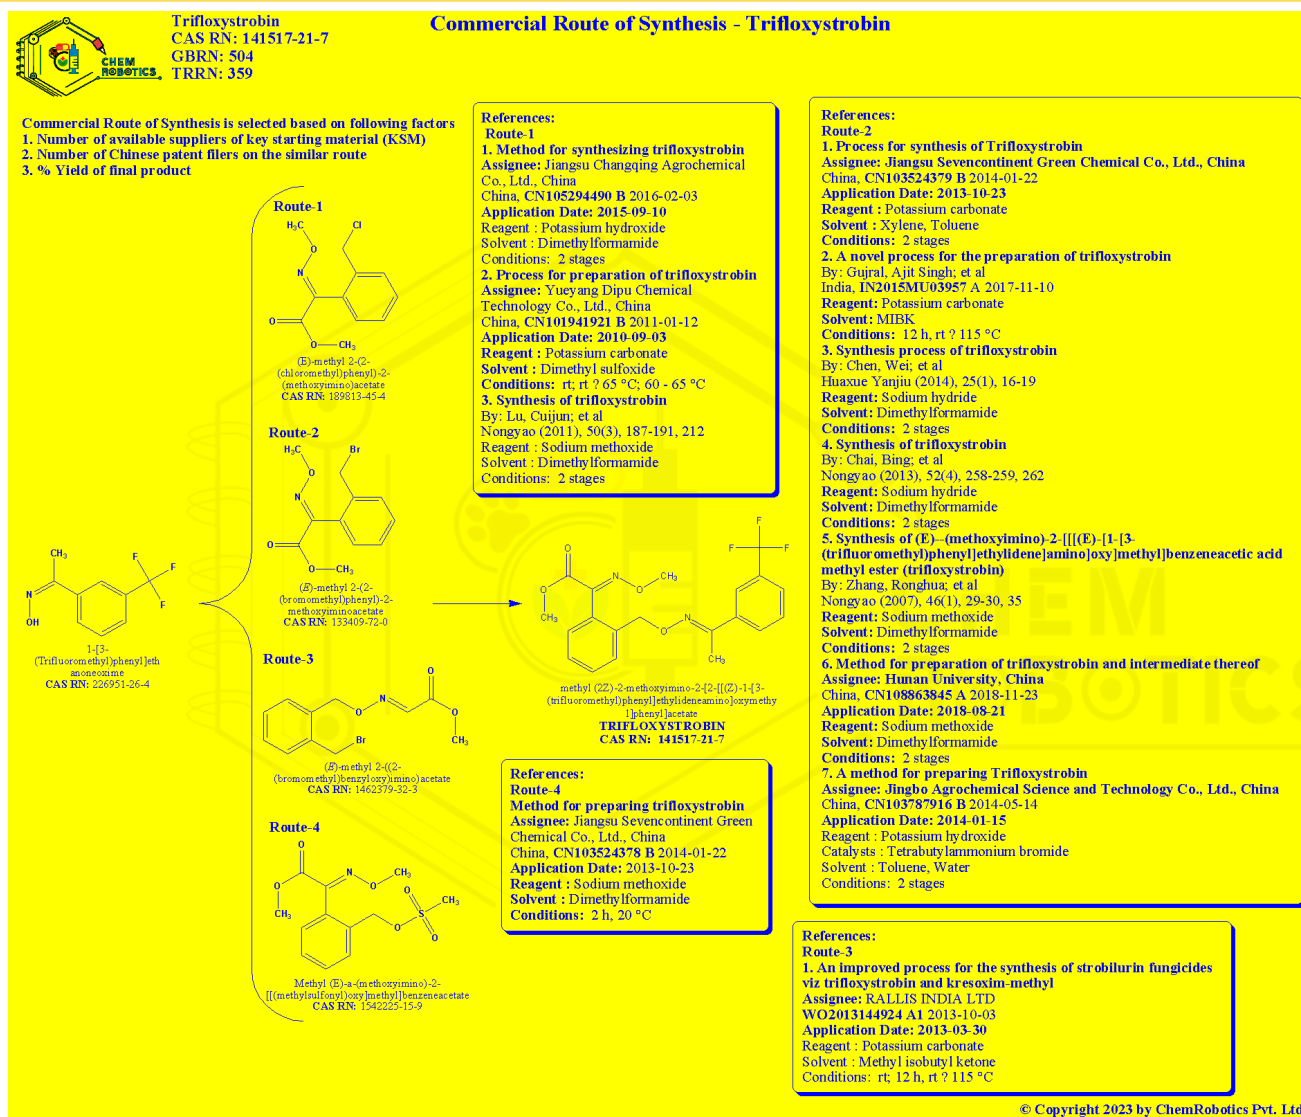 Commercial Route of Synthesis - Trifloxystrobin
Trifloxystrobin
CAS RN: 141517-21-7
GBRN: 504
TRRN: 359
CHEM
ROBOTICS
Commercial Route of Synthesis is selected based on following factors
1. Number of available suppliers of key starting material (KSM)
2. Number of Chinese patent filers on the similar route
3. % Yield of final product
Route-1
H₃C
O
N
Cl
O
O
CH₃
(E)-methyl 2-(2-
(chloromethyl)phenyl)-2-
(methoxyimino)acetate
CAS RN: 189813-45-4
Route-2
H₃C
Br
O
N
O
O
CH₃
(E)-methyl 2-(2-
(bromomethyl)phenyl)-2-
methoxyiminoacetate
CAS RN: 133409-72-0
CH₃
N
OH
F
F
F
1-[3-
(Trifluoromethyl)phenyl]eth
anoneoxime
CAS RN: 226951-26-4
Route-3
O
N
O
O
CH₃
Br
(E)-methyl 2-((2-
(bromomethyl)benzyloxy)imino)acetate
CAS RN: 1462379-32-3
Route-4
O
N
O
CH₃
O
CH₃
O
S
CH₃
O
O
Methyl (E)-a-(methoxyimino)-2-
[[(methylsulfonyl)oxy]methyl]benzeneacetate
CAS RN: 1542225-15-9
References:
Route-1
1. Method for synthesizing trifloxystrobin
Assignee: Jiangsu Changqing Agrochemical
Co., Ltd., China
China, CN105294490 B 2016-02-03
Application Date: 2015-09-10
Reagent : Potassium hydroxide
Solvent : Dimethylformamide
Conditions: 2 stages
2. Process for preparation of trifloxystrobin
Assignee: Yueyang Dipu Chemical
Technology Co., Ltd., China
China, CN101941921 B 2011-01-12
Application Date: 2010-09-03
Reagent : Potassium carbonate
Solvent : Dimethyl sulfoxide
Conditions: rt; rt ? 65 °C; 60 - 65 °C
3. Synthesis of trifloxystrobin
By: Lu, Cuijun; et al
Nongyao (2011), 50(3), 187-191, 212
Reagent : Sodium methoxide
Solvent : Dimethylformamide
Conditions: 2 stages
O
O
CH₃
N
O
CH₃
O
N
CH₃
F
F
F
methyl (2Z)-2-methoxyimino-2-[2-[[(Z)-1-[3-
(trifluoromethyl)phenyl]ethylideneamino]oxymethy
l]phenyl]acetate
TRIFLOXYSTROBIN
CAS RN: 141517-21-7
References:
Route-4
Method for preparing trifloxystrobin
Assignee: Jiangsu Sevencontinent Green
Chemical Co., Ltd., China
China, CN103524378 B 2014-01-22
Application Date: 2013-10-23
Reagent : Sodium methoxide
Solvent : Dimethylformamide
Conditions: 2 h, 20 °C
References:
Route-2
1. Process for synthesis of Trifloxystrobin
Assignee: Jiangsu Sevencontinent Green Chemical Co., Ltd., China
China, CN103524379 B 2014-01-22
Application Date: 2013-10-23
Reagent : Potassium carbonate
Solvent : Xylene, Toluene
Conditions: 2 stages
2. A novel process for the preparation of trifloxystrobin
By: Gujral, Ajit Singh; et al
India, IN2015MU03957 A 2017-11-10
Reagent: Potassium carbonate
Solvent: MIBK
Conditions: 12 h, rt ? 115 °C
3. Synthesis process of trifloxystrobin
By: Chen, Wei; et al
Huaxue Yanjiu (2014), 25(1), 16-19
Reagent: Sodium hydride
Solvent: Dimethylformamide
Conditions: 2 stages
4. Synthesis of trifloxystrobin
By: Chai, Bing; et al
Nongyao (2013), 52(4), 258-259, 262
Reagent: Sodium hydride
Solvent: Dimethylformamide
Conditions: 2 stages
5. Synthesis of (E)--(methoxyimino)-2-[[[(E)-[1-[3-
(trifluoromethyl)phenyl]ethylidene]amino]oxy]methyl]benzeneacetic acid
methyl ester (trifloxystrobin)
By: Zhang, Ronghua; et al
Nongyao (2007), 46(1), 29-30, 35
Reagent: Sodium methoxide
Solvent: Dimethylformamide
Conditions: 2 stages
6. Method for preparation of trifloxystrobin and intermediate thereof
Assignee: Hunan University, China
China, CN108863845 A 2018-11-23
Application Date: 2018-08-21
Reagent: Sodium methoxide
Solvent: Dimethylformamide
Conditions: 2 stages
7. A method for preparing Trifloxystrobin
Assignee: Jingbo Agrochemical Science and Technology Co., Ltd., China
China, CN103787916 B 2014-05-14
Application Date: 2014-01-15
Reagent : Potassium hydroxide
Catalysts : Tetrabutylammonium bromide
Solvent : Toluene, Water
Conditions: 2 stages
References:
Route-3
1. An improved process for the synthesis of strobilurin fungicides
viz trifloxystrobin and kresoxim-methyl
Assignee: RALLIS INDIA LTD
WO2013144924 A1 2013-10-03
Application Date: 2013-03-30
Reagent : Potassium carbonate
Solvent : Methyl isobutyl ketone
Conditions: rt; 12 h, rt ? 115 °C
CHEM
ROBOTICS
© Copyright 2023 by ChemRobotics Pvt. Ltd